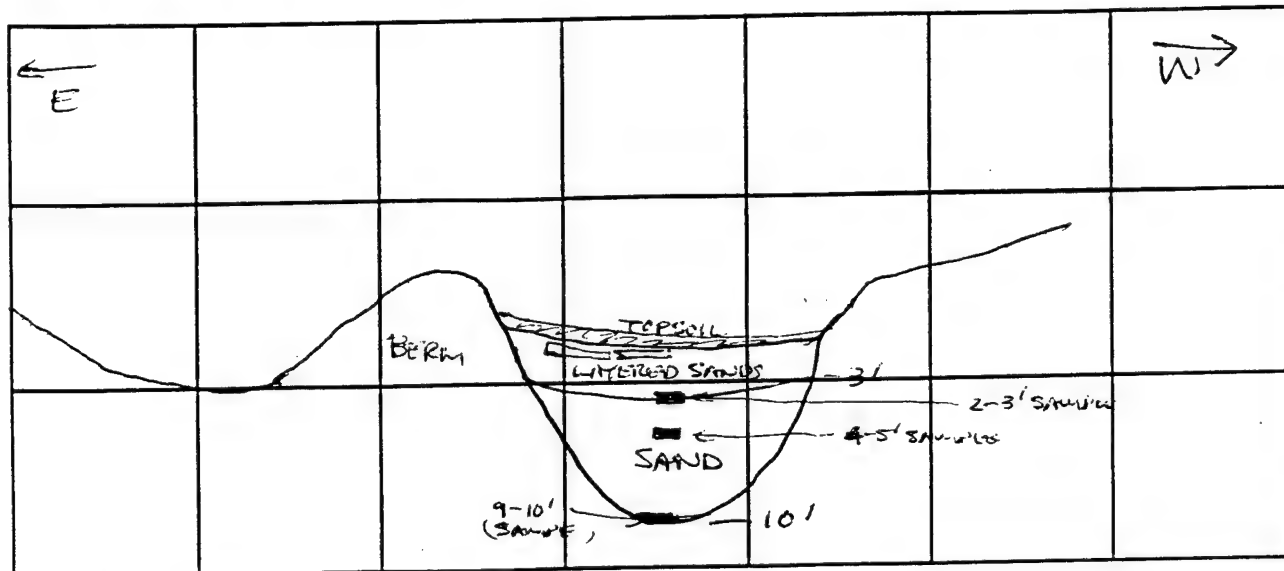 E
W
TOPSOIL
BERM
LAYERED SANDS
3'
2-3' SAMPLE
4-5' SAMPLE
SAND
9-10'
(SAMPLE)
10'